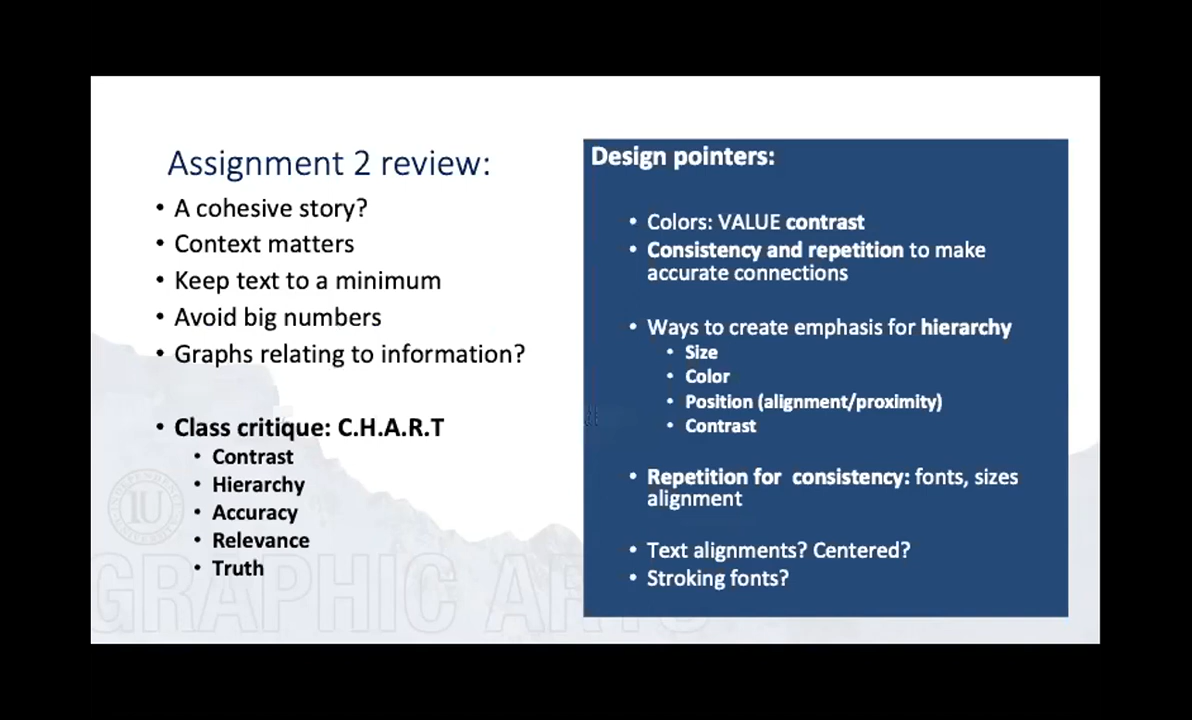 Assignment 2 review:
• A cohesive story?
• Context matters
• Keep text to a minimum
• Avoid big numbers
• Graphs relating to information?
• Class critique: C.H.A.R.T
• Contrast
• Hierarchy
• Accuracy
• Relevance
• Truth
Design pointers:
• Colors: VALUE contrast
• Consistency and repetition to make
accurate connections
• Ways to create emphasis for hierarchy
• Size
• Color
• Position (alignment/proximity)
• Contrast
• Repetition for consistency: fonts, sizes
alignment
• Text alignments? Centered?
• Stroking fonts?
IU
GRAPHIC ARTS